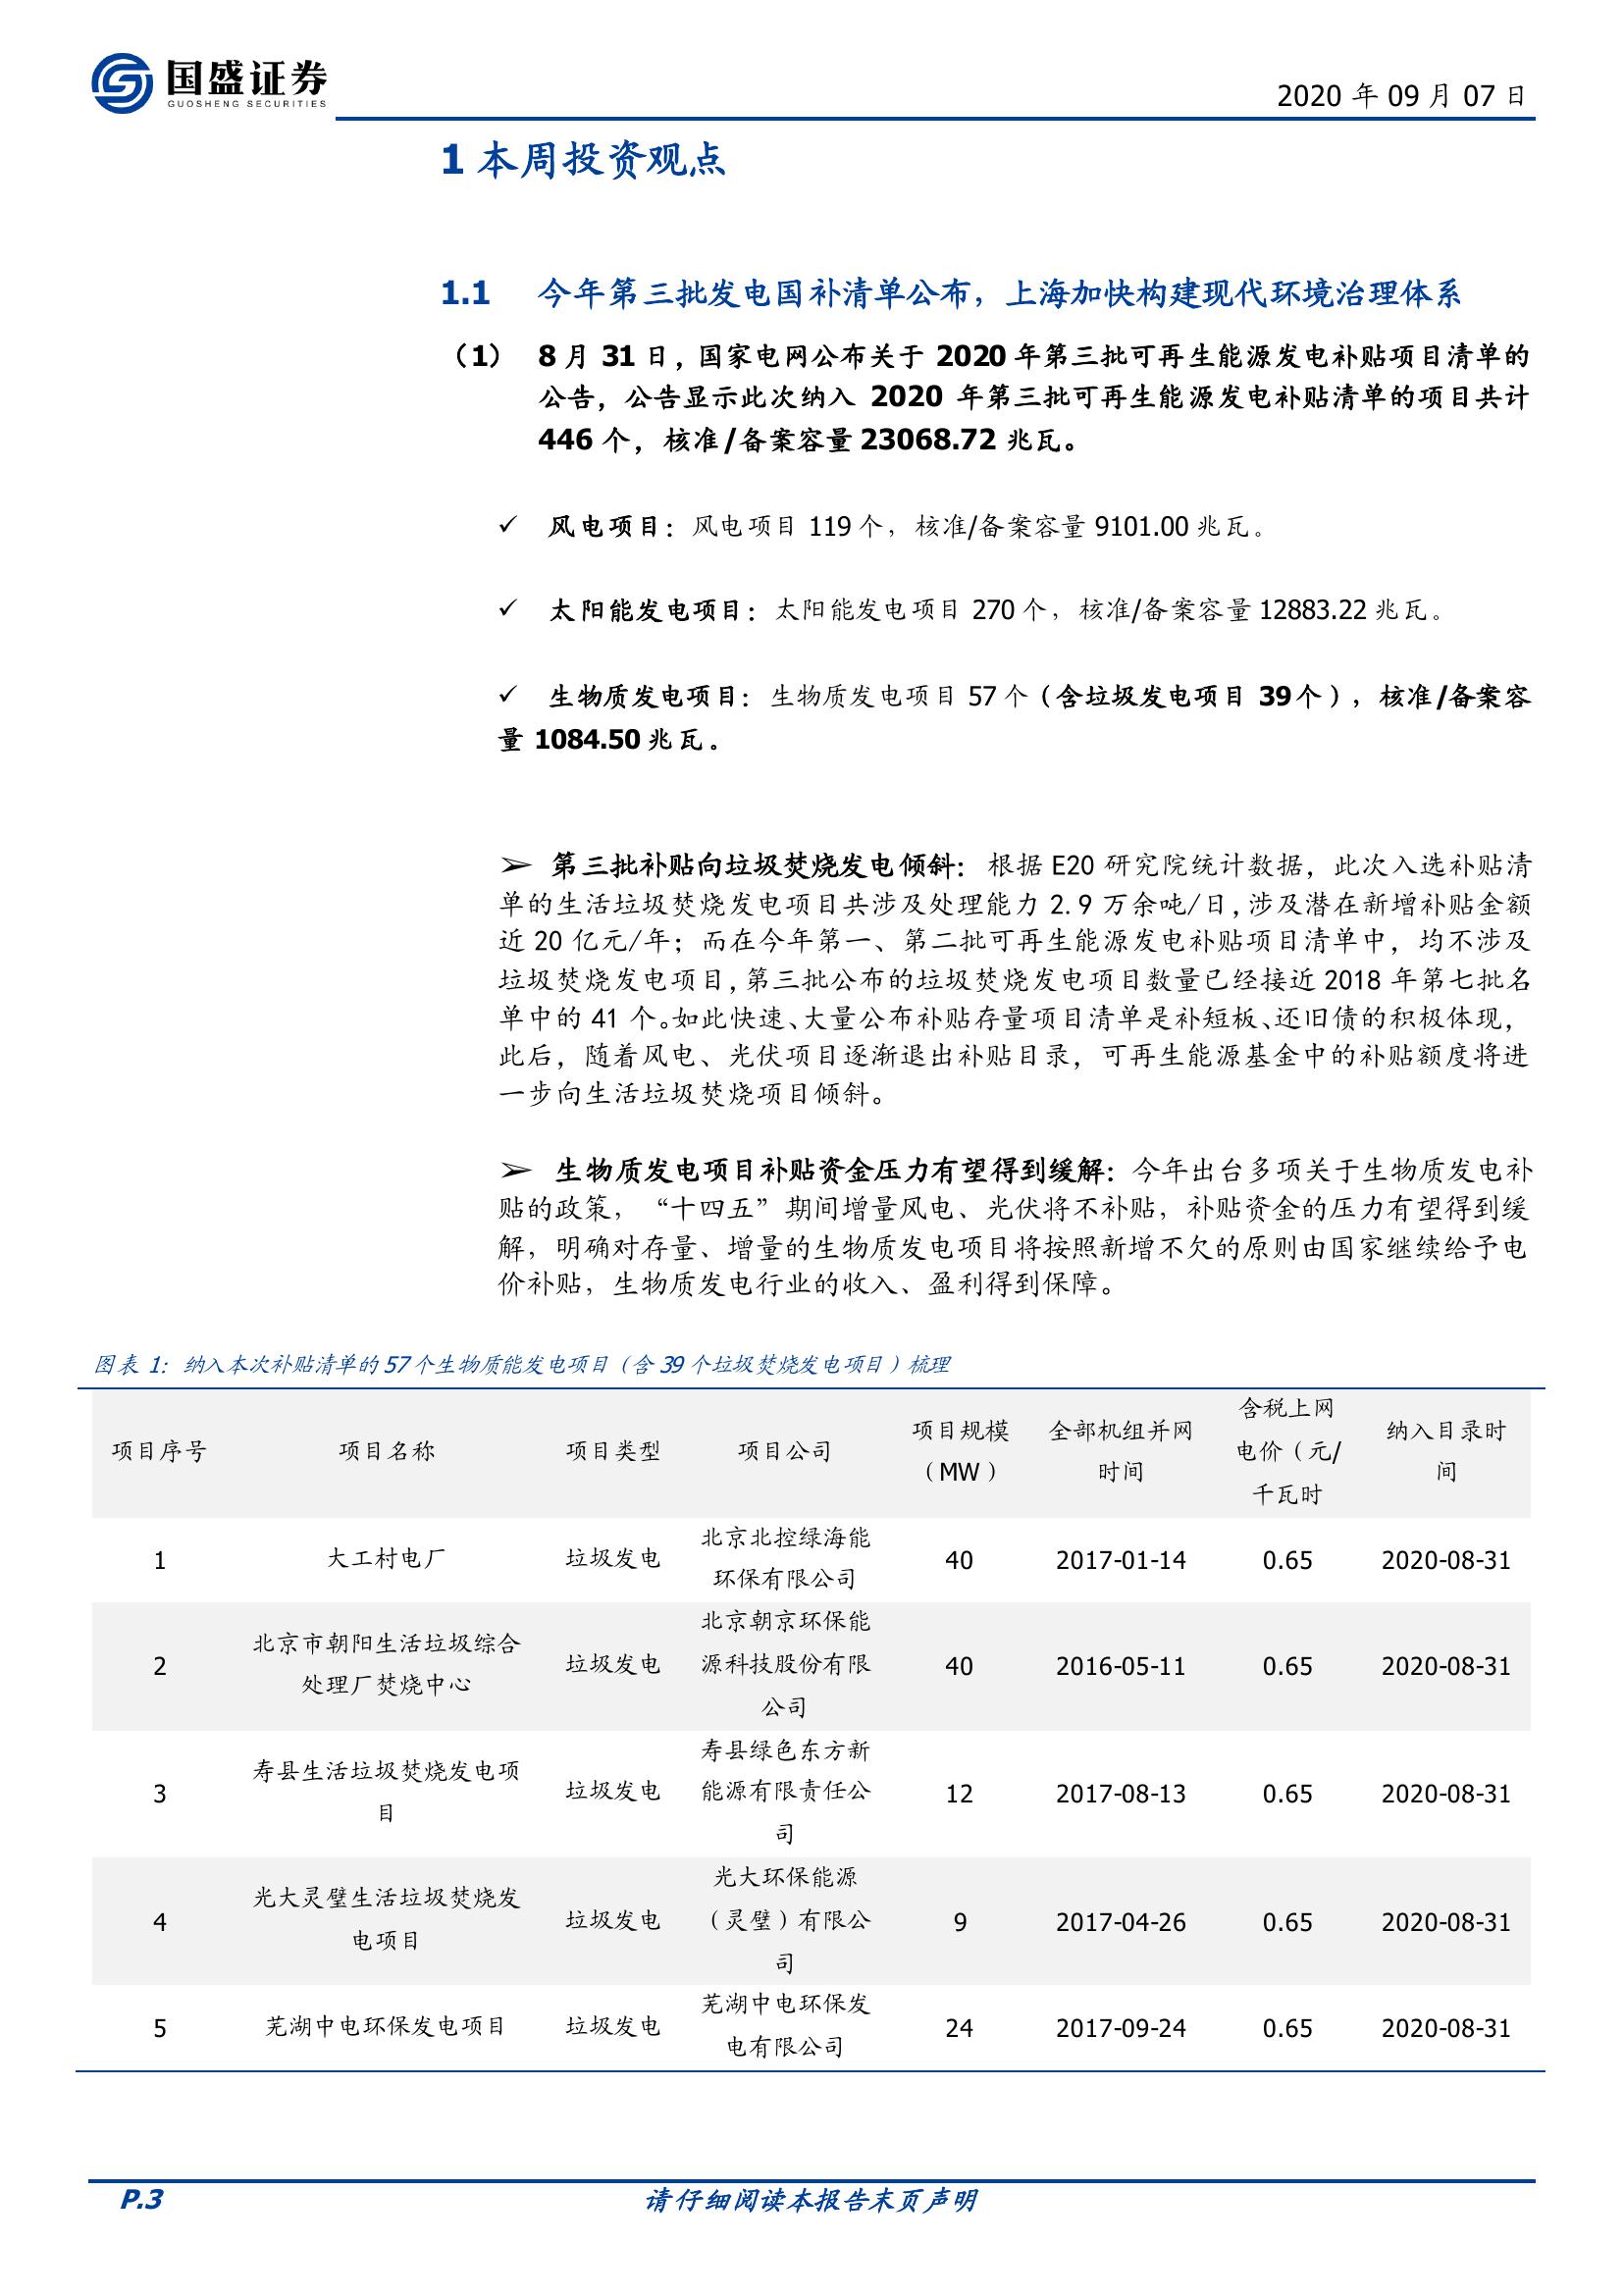 国盛证券
GUOSHENG SECURITIES
2020 年 09 月 07 日
1 本周投资观点
1.1 今年第三批发电国补清单公布，上海加快构建现代环境治理体系
（1） 8 月 31 日，国家电网公布关于 2020 年第三批可再生能源发电补贴项目清单的
公告，公告显示此次纳入 2020 年第三批可再生能源发电补贴清单的项目共计
446 个，核准/备案容量 23068.72 兆瓦。
✓ 风电项目：风电项目 119 个，核准/备案容量 9101.00 兆瓦。
✓ 太阳能发电项目：太阳能发电项目 270 个，核准/备案容量 12883.22 兆瓦。
✓ 生物质发电项目：生物质发电项目 57 个（含垃圾发电项目 39 个），核准/备案容
量 1084.50 兆瓦。
➢ 第三批补贴向垃圾焚烧发电倾斜：根据 E20 研究院统计数据，此次入选补贴清
单的生活垃圾焚烧发电项目共涉及处理能力 2.9 万余吨/日，涉及潜在新增补贴金额
近 20 亿元/年；而在今年第一、第二批可再生能源发电补贴项目清单中，均不涉及
垃圾焚烧发电项目，第三批公布的垃圾焚烧发电项目数量已经接近 2018 年第七批名
单中的 41 个。如此快速、大量公布补贴存量项目清单是补短板、还旧债的积极体现，
此后，随着风电、光伏项目逐渐退出补贴目录，可再生能源基金中的补贴额度将进
一步向生活垃圾焚烧项目倾斜。
➢ 生物质发电项目补贴资金压力有望得到缓解：今年出台多项关于生物质发电补
贴的政策，“十四五”期间增量风电、光伏将不补贴，补贴资金的压力有望得到缓
解，明确对存量、增量的生物质发电项目将按照新增不欠的原则由国家继续给予电
价补贴，生物质发电行业的收入、盈利得到保障。
图表 1：纳入本次补贴清单的 57 个生物质能发电项目（含 39 个垃圾焚烧发电项目）梳理
项目序号 项目名称 项目类型 项目公司 项目规模（MW） 全部机组并网时间 含税上网电价（元/千瓦时 纳入目录时间
1 大工村电厂 垃圾发电 北京北控绿海能环保有限公司 40 2017-01-14 0.65 2020-08-31
2 北京市朝阳生活垃圾综合处理厂焚烧中心 垃圾发电 北京朝京环保能源科技股份有限公司 40 2016-05-11 0.65 2020-08-31
3 寿县生活垃圾焚烧发电项目 垃圾发电 寿县绿色东方新能源有限责任公司 12 2017-08-13 0.65 2020-08-31
4 光大灵璧生活垃圾焚烧发电项目 垃圾发电 光大环保能源（灵璧）有限公司 9 2017-04-26 0.65 2020-08-31
5 芜湖中电环保发电项目 垃圾发电 芜湖中电环保发电有限公司 24 2017-09-24 0.65 2020-08-31
P.3 请仔细阅读本报告末页声明